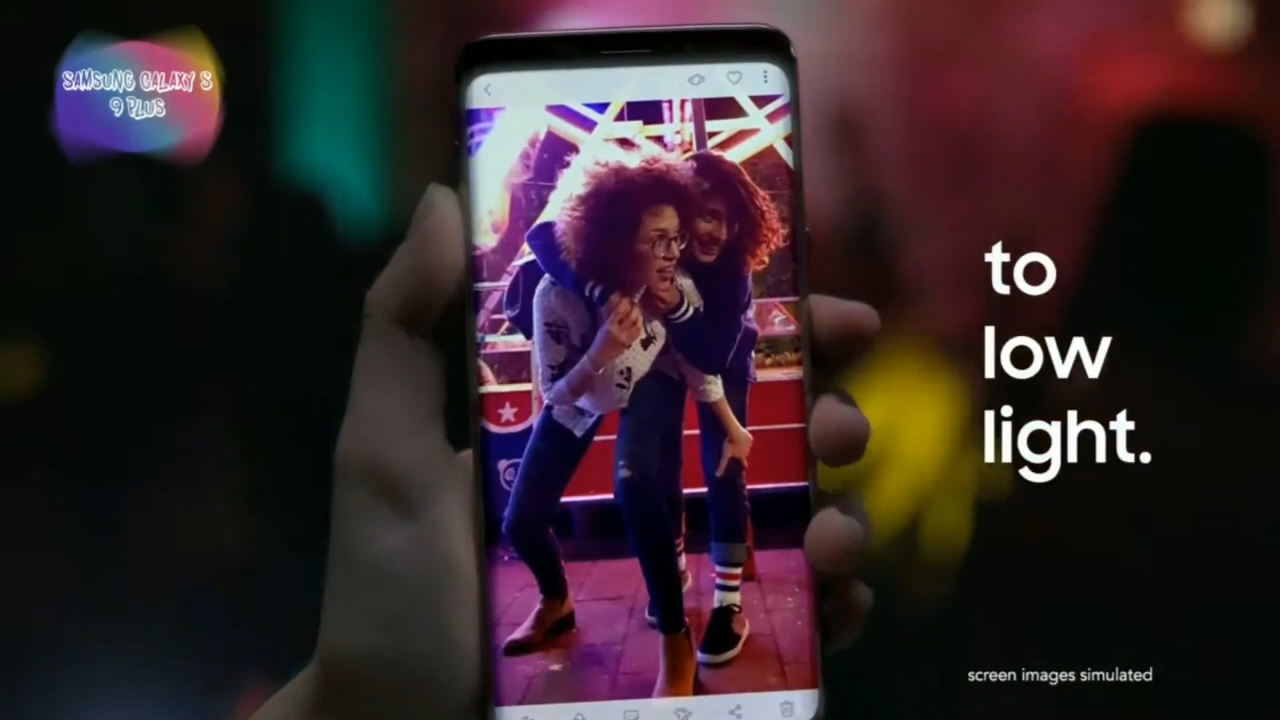 SAMSUNG GALAXY S
9 PLUS
to
low
light.
screen images simulated